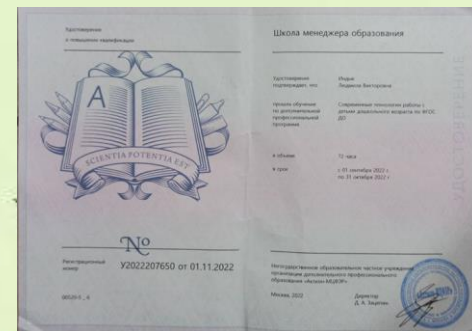 Удостоверение
о повышении квалификации
A
SCIENTIA POTENTIA EST
№
Регистрационный
номер
У2022207650 от 01.11.2022
Школа менеджера образования
Удостоверение
подтверждает, что
Людмила Викторовна
прошла обучение
по дополнительной
профессиональной
программе
Современные технологии работы с
детьми дошкольного возраста по ФГОС
ДО
в объеме
72 часа
в срок
с 01 сентября 2022 г.
по 31 октября 2022 г.
Негосударственное образовательное частное учреждение
организация дополнительного профессионального
образования «Актион-МЦФЭР»
Москва, 2022
Директор
УДОСТОВЕРЕНИЕ